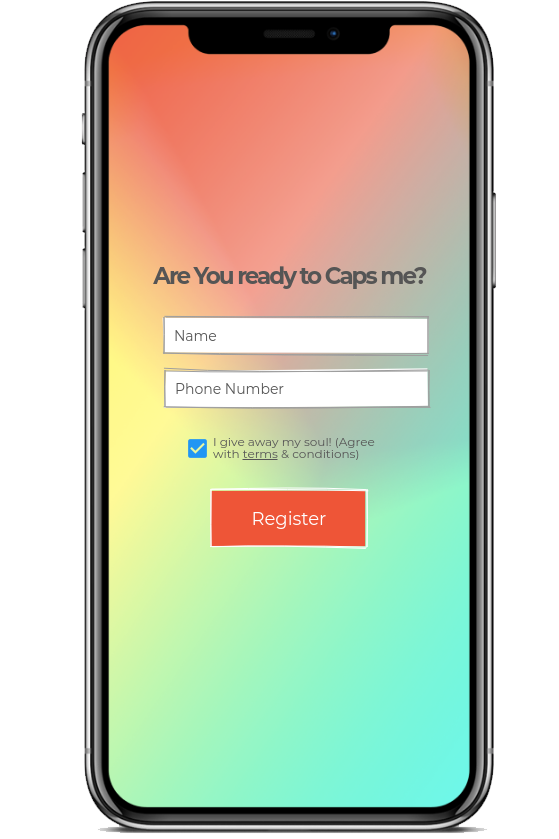 Are You ready to Caps me?
Name
Phone Number
I give away my soul! (Agree
with terms & conditions)
Register